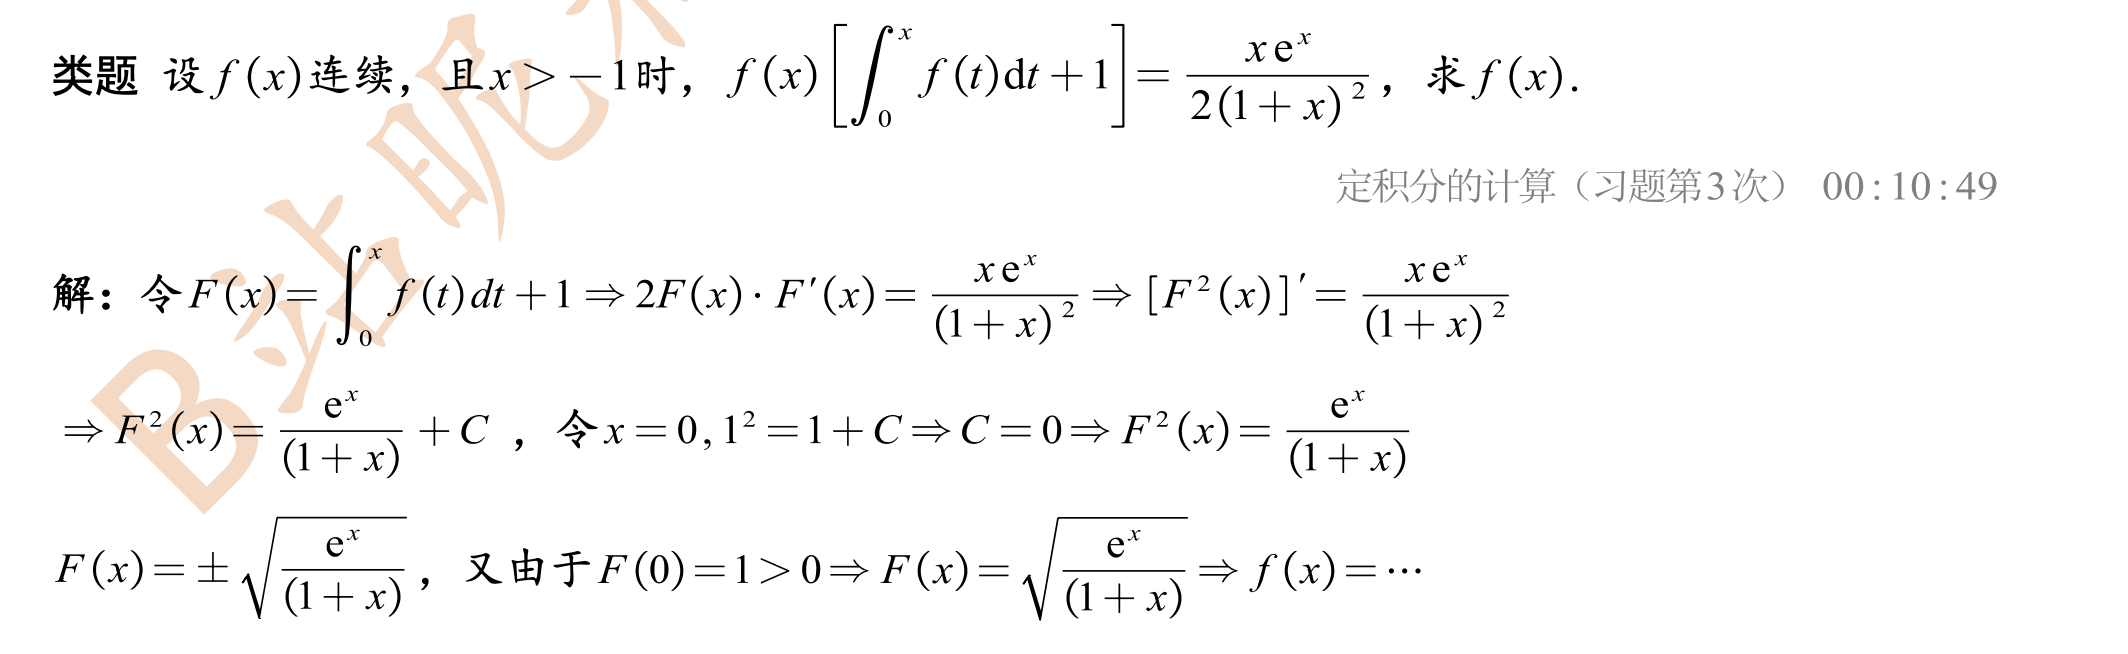 类题 设f(x)连续，且x>−1时，f(x)[∫₀ˣ f(t)dt+1]=xeˣ/2(1+x)²，求f(x).
定积分的计算（习题第3次） 00:10:49
解：令F(x)=∫₀ˣ f(t)dt+1⇒2F(x)·F′(x)=xeˣ/(1+x)²⇒[F²(x)]′=xeˣ/(1+x)²
⇒F²(x)=eˣ/(1+x)+C ，令x=0,1²=1+C⇒C=0⇒F²(x)=eˣ/(1+x)
F(x)=±√(eˣ/(1+x))，又由于F(0)=1>0⇒F(x)=√(eˣ/(1+x))⇒f(x)=⋯
B站昵